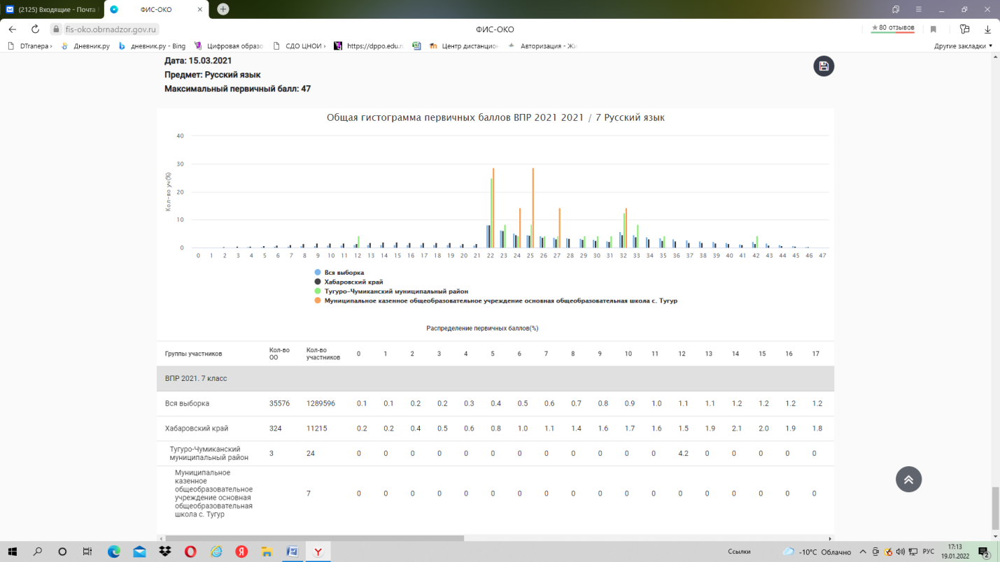 (2125) Входящие - Почта
ФИС-ОКО
fis-oko.obrnadzor.gov.ru
ФИС-ОКО
80 отзывов
DTranera ›
Дневник.ру
дневник.ру - Bing
Цифровая образо
СДО ЦНОИ ›
https://dppo.edu.ru
Центр дистанцион
Авторизация - Жи
Другие закладки
Дата: 15.03.2021
Предмет: Русский язык
Максимальный первичный балл: 47
Общая гистограмма первичных баллов ВПР 2021 2021 / 7 Русский язык
Кол-во уч(%)
40
30
20
10
0
0 1 2 3 4 5 6 7 8 9 10 11 12 13 14 15 16 17 18 19 20 21 22 23 24 25 26 27 28 29 30 31 32 33 34 35 36 37 38 39 40 41 42 43 44 45 46 47
Вся выборка
Хабаровский край
Тугуро-Чумиканский муниципальный район
Муниципальное казенное общеобразовательное учреждение основная общеобразовательная школа с. Тугур
Распределение первичных баллов(%)
Группы участников Кол-во ОО Кол-во участников 0 1 2 3 4 5 6 7 8 9 10 11 12 13 14 15 16 17
ВПР 2021. 7 класс
Вся выборка 35576 1289596 0.1 0.1 0.2 0.2 0.3 0.4 0.5 0.6 0.7 0.8 0.9 1.0 1.1 1.1 1.2 1.2 1.2 1.2
Хабаровский край 324 11215 0.2 0.2 0.4 0.5 0.6 0.8 1.0 1.1 1.4 1.6 1.7 1.6 1.5 1.9 2.1 2.0 1.9 1.8
Тугуро-Чумиканский
муниципальный район 3 24 0 0 0 0 0 0 0 0 0 0 0 0 4.2 0 0 0 0 0
Муниципальное
казенное
общеобразовательное
учреждение основная 7 0 0 0 0 0 0 0 0 0 0 0 0 0 0 0 0 0 0
общеобразовательная
школа с. Тугур
Ссылки
-10°C Облачно
РУС
17:13
19.01.2022
2